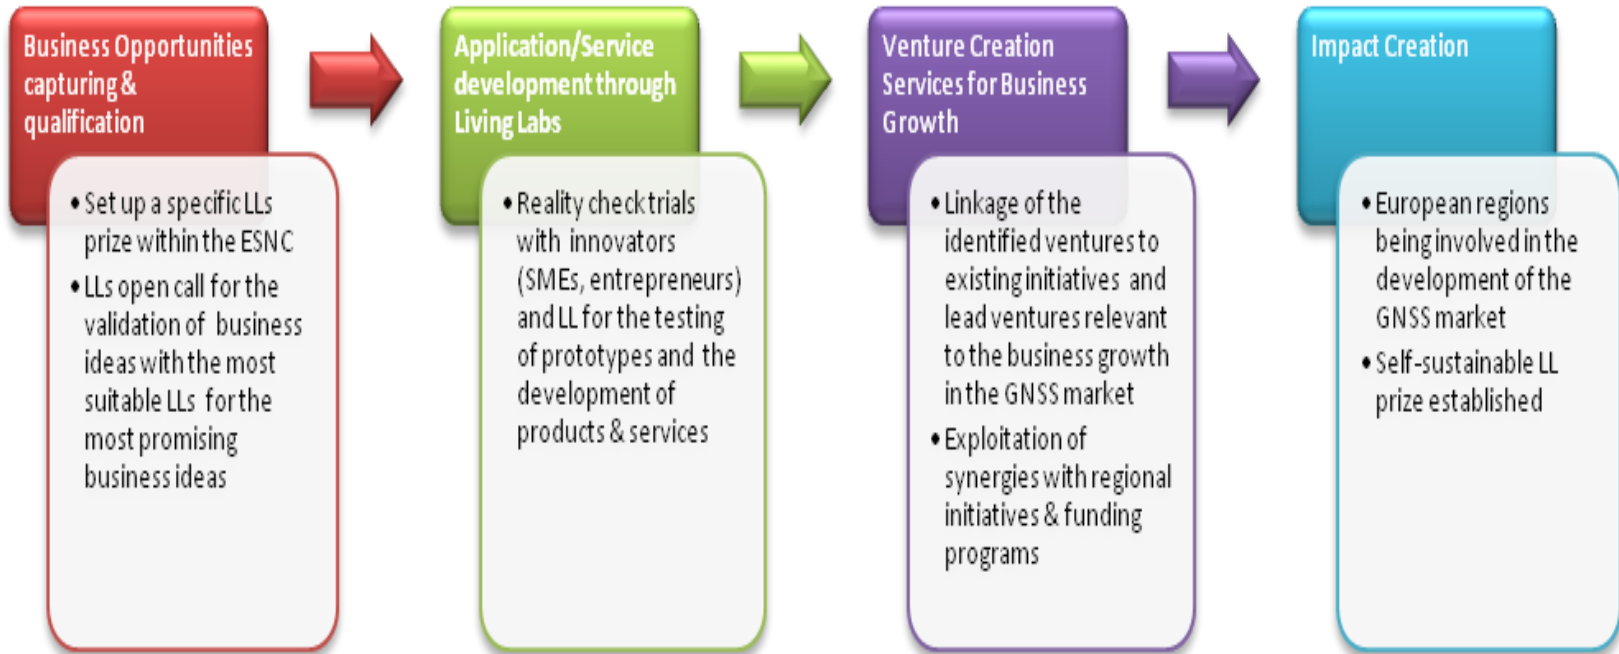 Business Opportunities
capturing &
qualification
• Set up a specific LLs
prize within the ESNC
• LLs open call for the
validation of business
ideas with the most
suitable LLs for the
most promising
business ideas
Application/Service
development through
Living Labs
• Reality check trials
with innovators
(SMEs, entrepreneurs)
and LL for the testing
of prototypes and the
development of
products & services
Venture Creation
Services for Business
Growth
• Linkage of the
identified ventures to
existing initiatives and
lead ventures relevant
to the business growth
in the GNSS market
• Exploitation of
synergies with regional
initiatives & funding
programs
Impact Creation
• European regions
being involved in the
development of the
GNSS market
• Self-sustainable LL
prize established